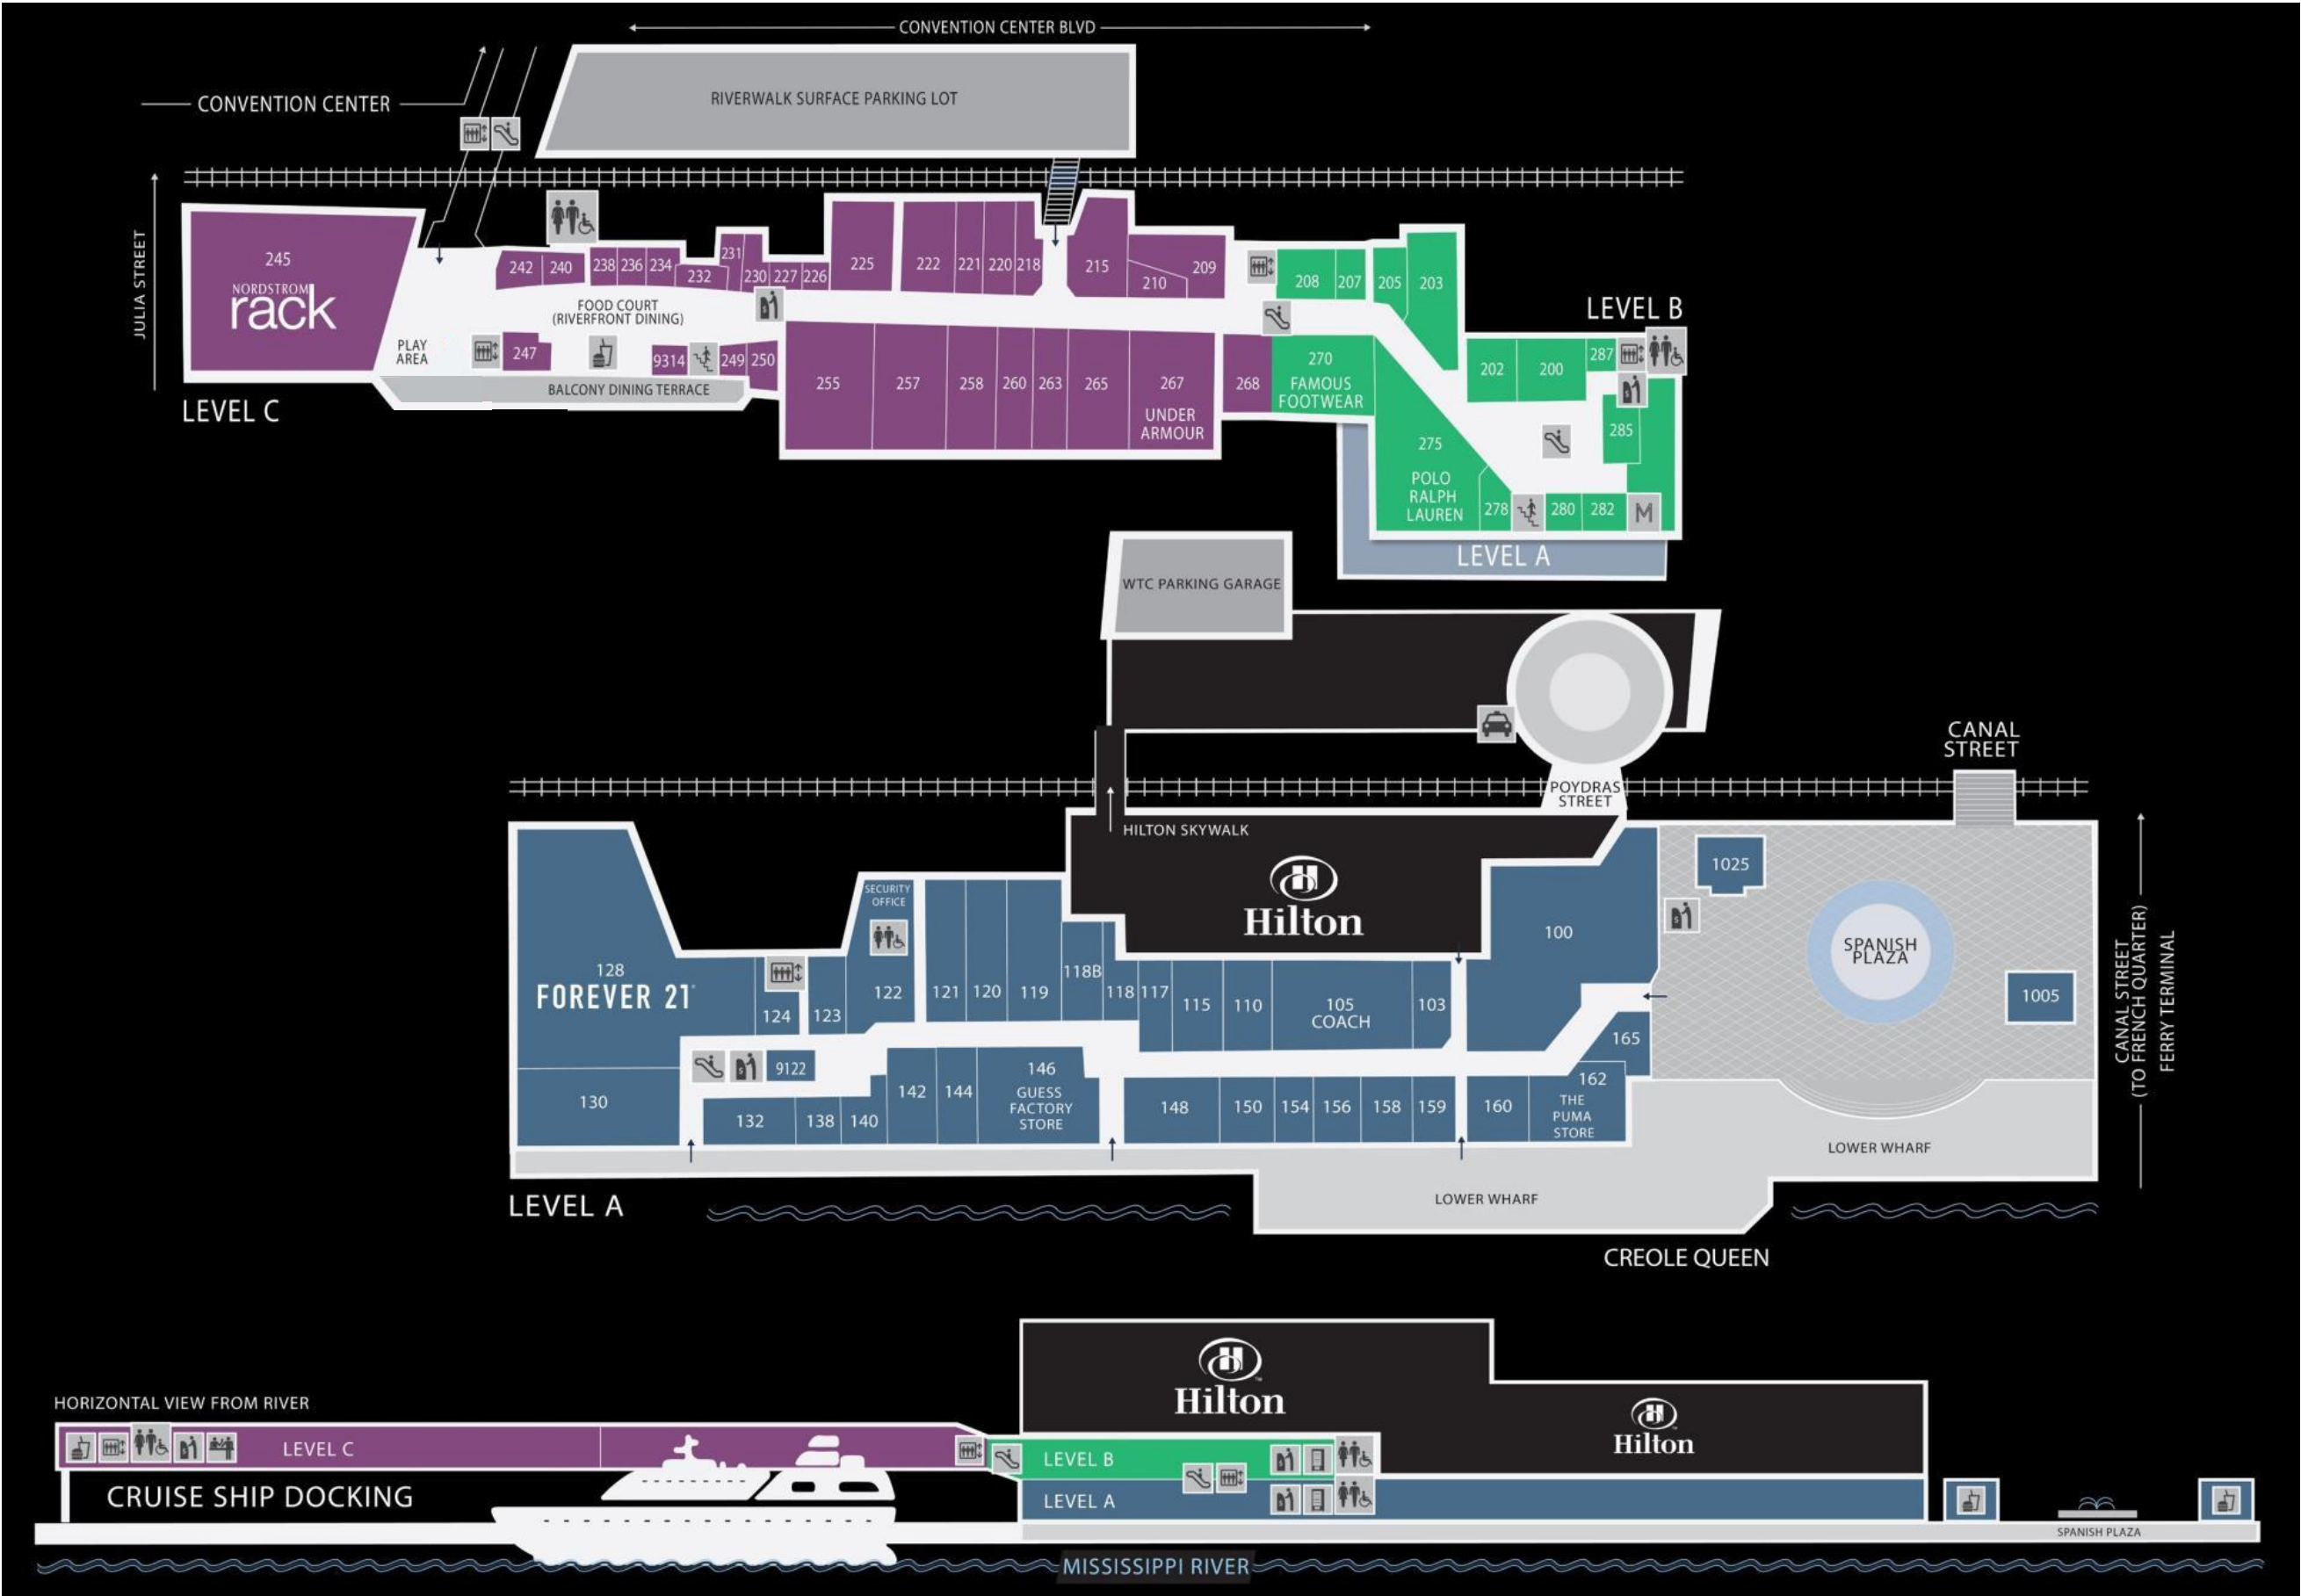 CONVENTION CENTER BLVD
RIVERWALK SURFACE PARKING LOT
CONVENTION CENTER
JULIA STREET
245
NORDSTROM
rack
PLAY
AREA
242
240
238
236
234
232
231
230
227
226
225
222
221
220
218
215
210
209
208
207
205
203
FOOD COURT
(RIVERFRONT DINING)
247
9314
249
250
BALCONY DINING TERRACE
255
257
258
260
263
265
267
UNDER
ARMOUR
268
270
FAMOUS
FOOTWEAR
LEVEL C
LEVEL B
202
200
287
285
275
POLO
RALPH
LAUREN
278
280
282
M
LEVEL A
WTC PARKING GARAGE
CANAL
STREET
POYDRAS
STREET
HILTON SKYWALK
H
Hilton
SECURITY
OFFICE
128
FOREVER 21
124
123
122
121
120
119
118B
118
117
115
110
105
COACH
103
100
1025
SPANISH
PLAZA
1005
CANAL STREET
(TO FRENCH QUARTER)
FERRY TERMINAL
9122
130
132
138
140
142
144
146
GUESS
FACTORY
STORE
148
150
154
156
158
159
160
162
THE
PUMA
STORE
165
LOWER WHARF
LOWER WHARF
LEVEL A
CREOLE QUEEN
HORIZONTAL VIEW FROM RIVER
H
Hilton
H
Hilton
LEVEL C
LEVEL B
LEVEL A
CRUISE SHIP DOCKING
SPANISH PLAZA
MISSISSIPPI RIVER